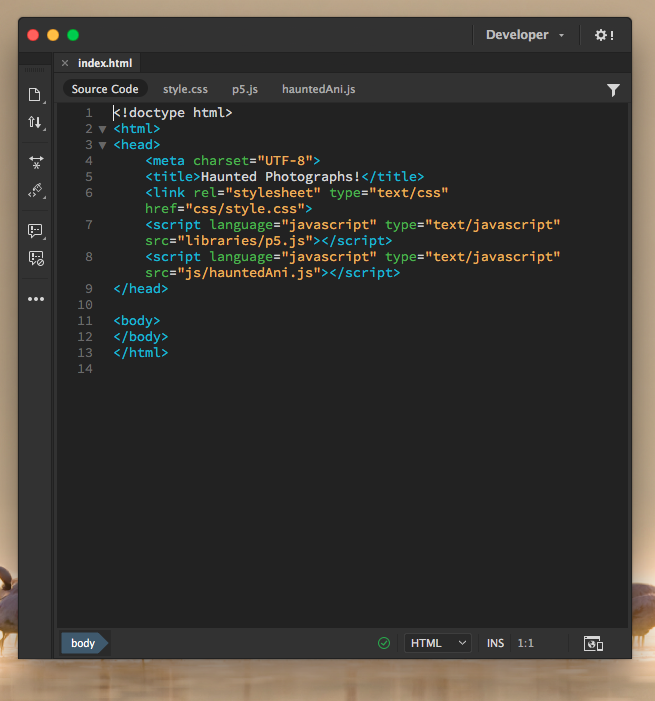 Developer
!
× index.html
Source Code style.css p5.js hauntedAni.js
1 <!doctype html>
2 <html>
3 <head>
4 <meta charset="UTF-8">
5 <title>Haunted Photographs!</title>
6 <link rel="stylesheet" type="text/css"
href="css/style.css">
7 <script language="javascript" type="text/javascript"
src="libraries/p5.js"></script>
8 <script language="javascript" type="text/javascript"
src="js/hauntedAni.js"></script>
9 </head>
10
11 <body>
12 </body>
13 </html>
14
body HTML INS 1:1